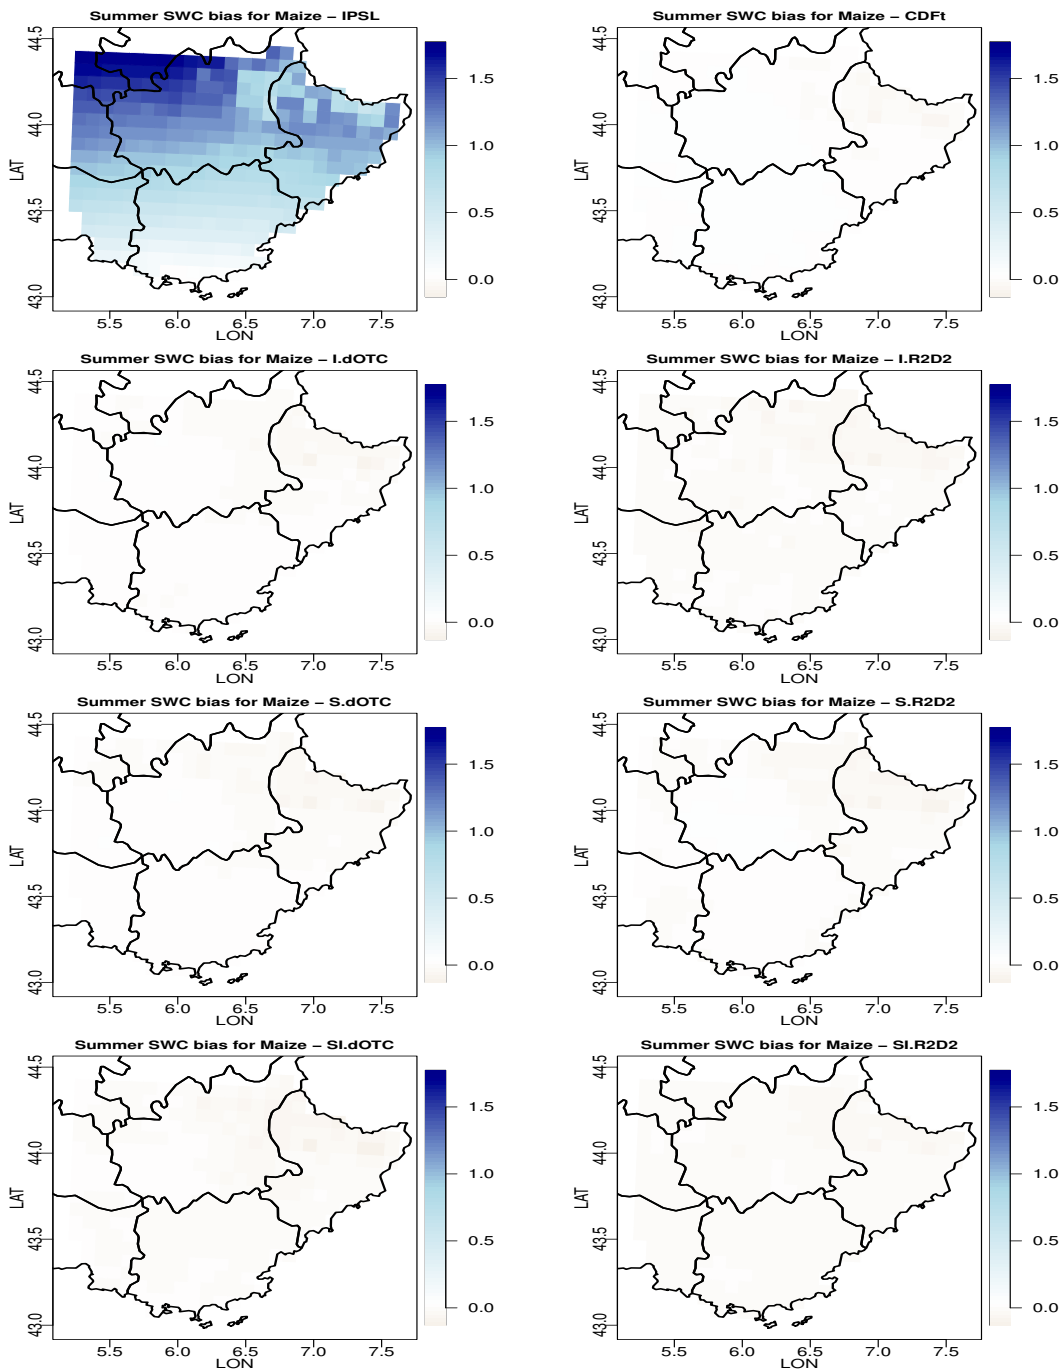 Summer SWC bias for Maize − IPSL
44.5
44.0
43.5
43.0
LAT
5.5 6.0 6.5 7.0 7.5
LON
1.5
1.0
0.5
0.0
Summer SWC bias for Maize − CDFt
44.5
44.0
43.5
43.0
LAT
5.5 6.0 6.5 7.0 7.5
LON
1.5
1.0
0.5
0.0
Summer SWC bias for Maize − I.dOTC
44.5
44.0
43.5
43.0
LAT
5.5 6.0 6.5 7.0 7.5
LON
1.5
1.0
0.5
0.0
Summer SWC bias for Maize − I.R2D2
44.5
44.0
43.5
43.0
LAT
5.5 6.0 6.5 7.0 7.5
LON
1.5
1.0
0.5
0.0
Summer SWC bias for Maize − S.dOTC
44.5
44.0
43.5
43.0
LAT
5.5 6.0 6.5 7.0 7.5
LON
1.5
1.0
0.5
0.0
Summer SWC bias for Maize − S.R2D2
44.5
44.0
43.5
43.0
LAT
5.5 6.0 6.5 7.0 7.5
LON
1.5
1.0
0.5
0.0
Summer SWC bias for Maize − SI.dOTC
44.5
44.0
43.5
43.0
LAT
5.5 6.0 6.5 7.0 7.5
LON
1.5
1.0
0.5
0.0
Summer SWC bias for Maize − SI.R2D2
44.5
44.0
43.5
43.0
LAT
5.5 6.0 6.5 7.0 7.5
LON
1.5
1.0
0.5
0.0